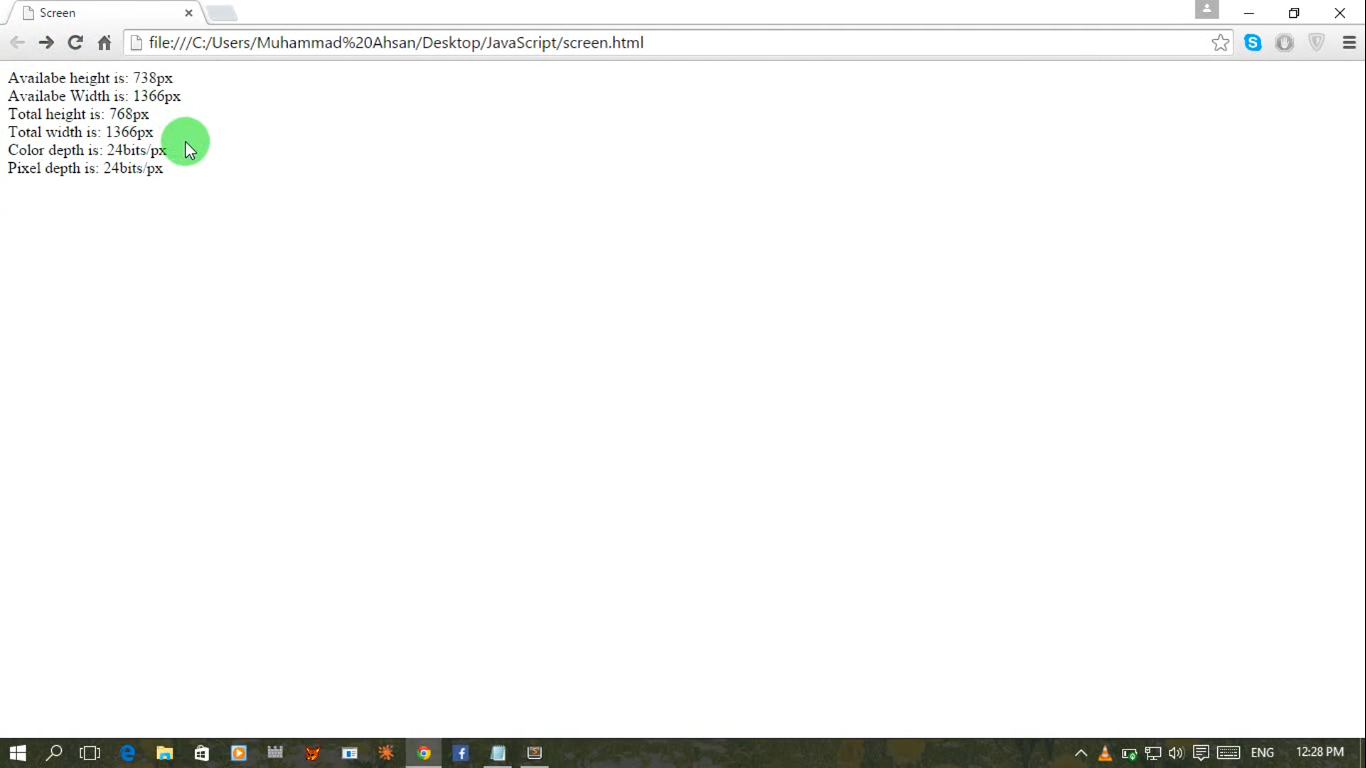 Screen
file:///C:/Users/Muhammad%20Ahsan/Desktop/JavaScript/screen.html
Availabe height is: 738px
Availabe Width is: 1366px
Total height is: 768px
Total width is: 1366px
Color depth is: 24bits/px
Pixel depth is: 24bits/px
ENG
12:28 PM